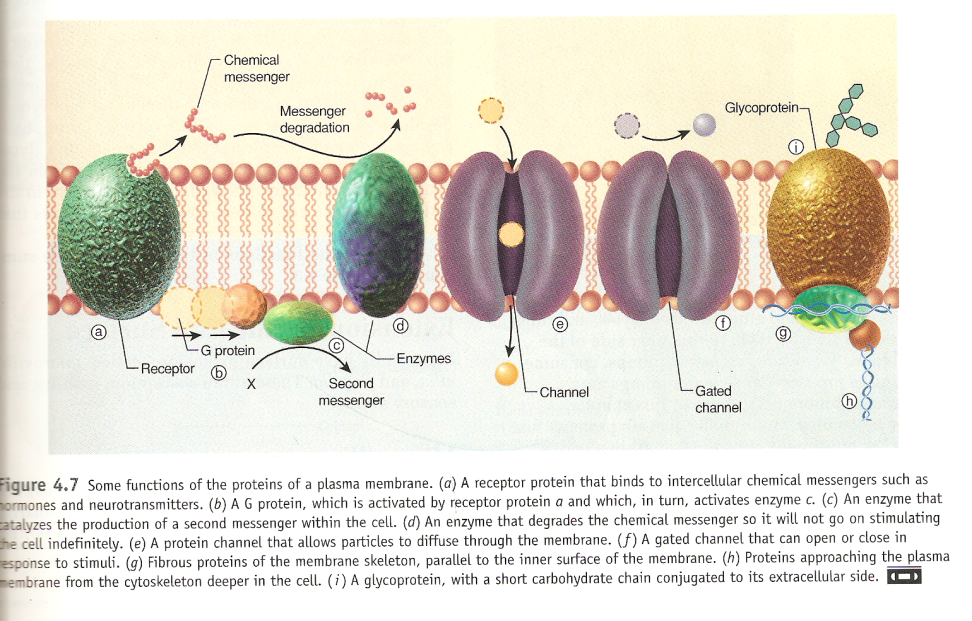 Chemical
messenger
Messenger
degradation
Glycoprotein
i
a
Receptor
G protein
b
X
c
Second
messenger
d
Enzymes
e
Channel
f
Gated
channel
g
h
Figure 4.7 Some functions of the proteins of a plasma membrane. (a) A receptor protein that binds to intercellular chemical messengers such as
hormones and neurotransmitters. (b) A G protein, which is activated by receptor protein a and which, in turn, activates enzyme c. (c) An enzyme that
catalyzes the production of a second messenger within the cell. (d) An enzyme that degrades the chemical messenger so it will not go on stimulating
the cell indefinitely. (e) A protein channel that allows particles to diffuse through the membrane. (f) A gated channel that can open or close in
response to stimuli. (g) Fibrous proteins of the membrane skeleton, parallel to the inner surface of the membrane. (h) Proteins approaching the plasma
membrane from the cytoskeleton deeper in the cell. (i) A glycoprotein, with a short carbohydrate chain conjugated to its extracellular side.